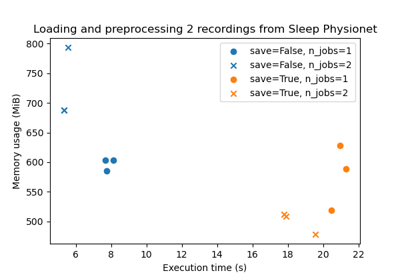 Loading and preprocessing 2 recordings from Sleep Physionet
800
750
700
650
600
550
500
Memory usage (MiB)
save=False, n_jobs=1
save=False, n_jobs=2
save=True, n_jobs=1
save=True, n_jobs=2
6 8 10 12 14 16 18 20 22
Execution time (s)